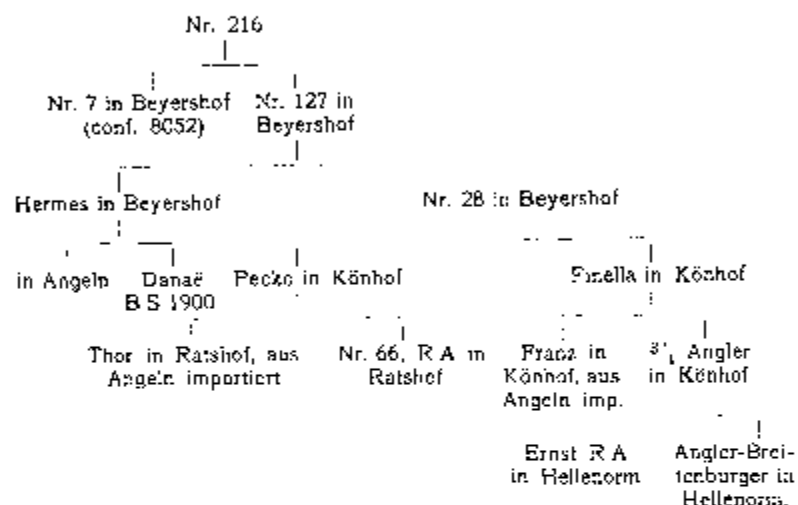 Nr. 216
Nr. 7 in Beyershof Nr. 127 in
(conf. 8052) Beyershof
Hermes in Beyershof Nr. 28 in Beyershof
in Angeln Danaë Pecko in Könhof Finella in Könhof
B S 1900
Thor in Ratshof, aus Nr. 66, R A in Franz in ¾ Angler
Angeln importiert Ratshof Könhof, aus in Könhof
Angeln imp.
Ernst R A Angler-Brei-
in Hellenorm tenburger in
Hellenorm.